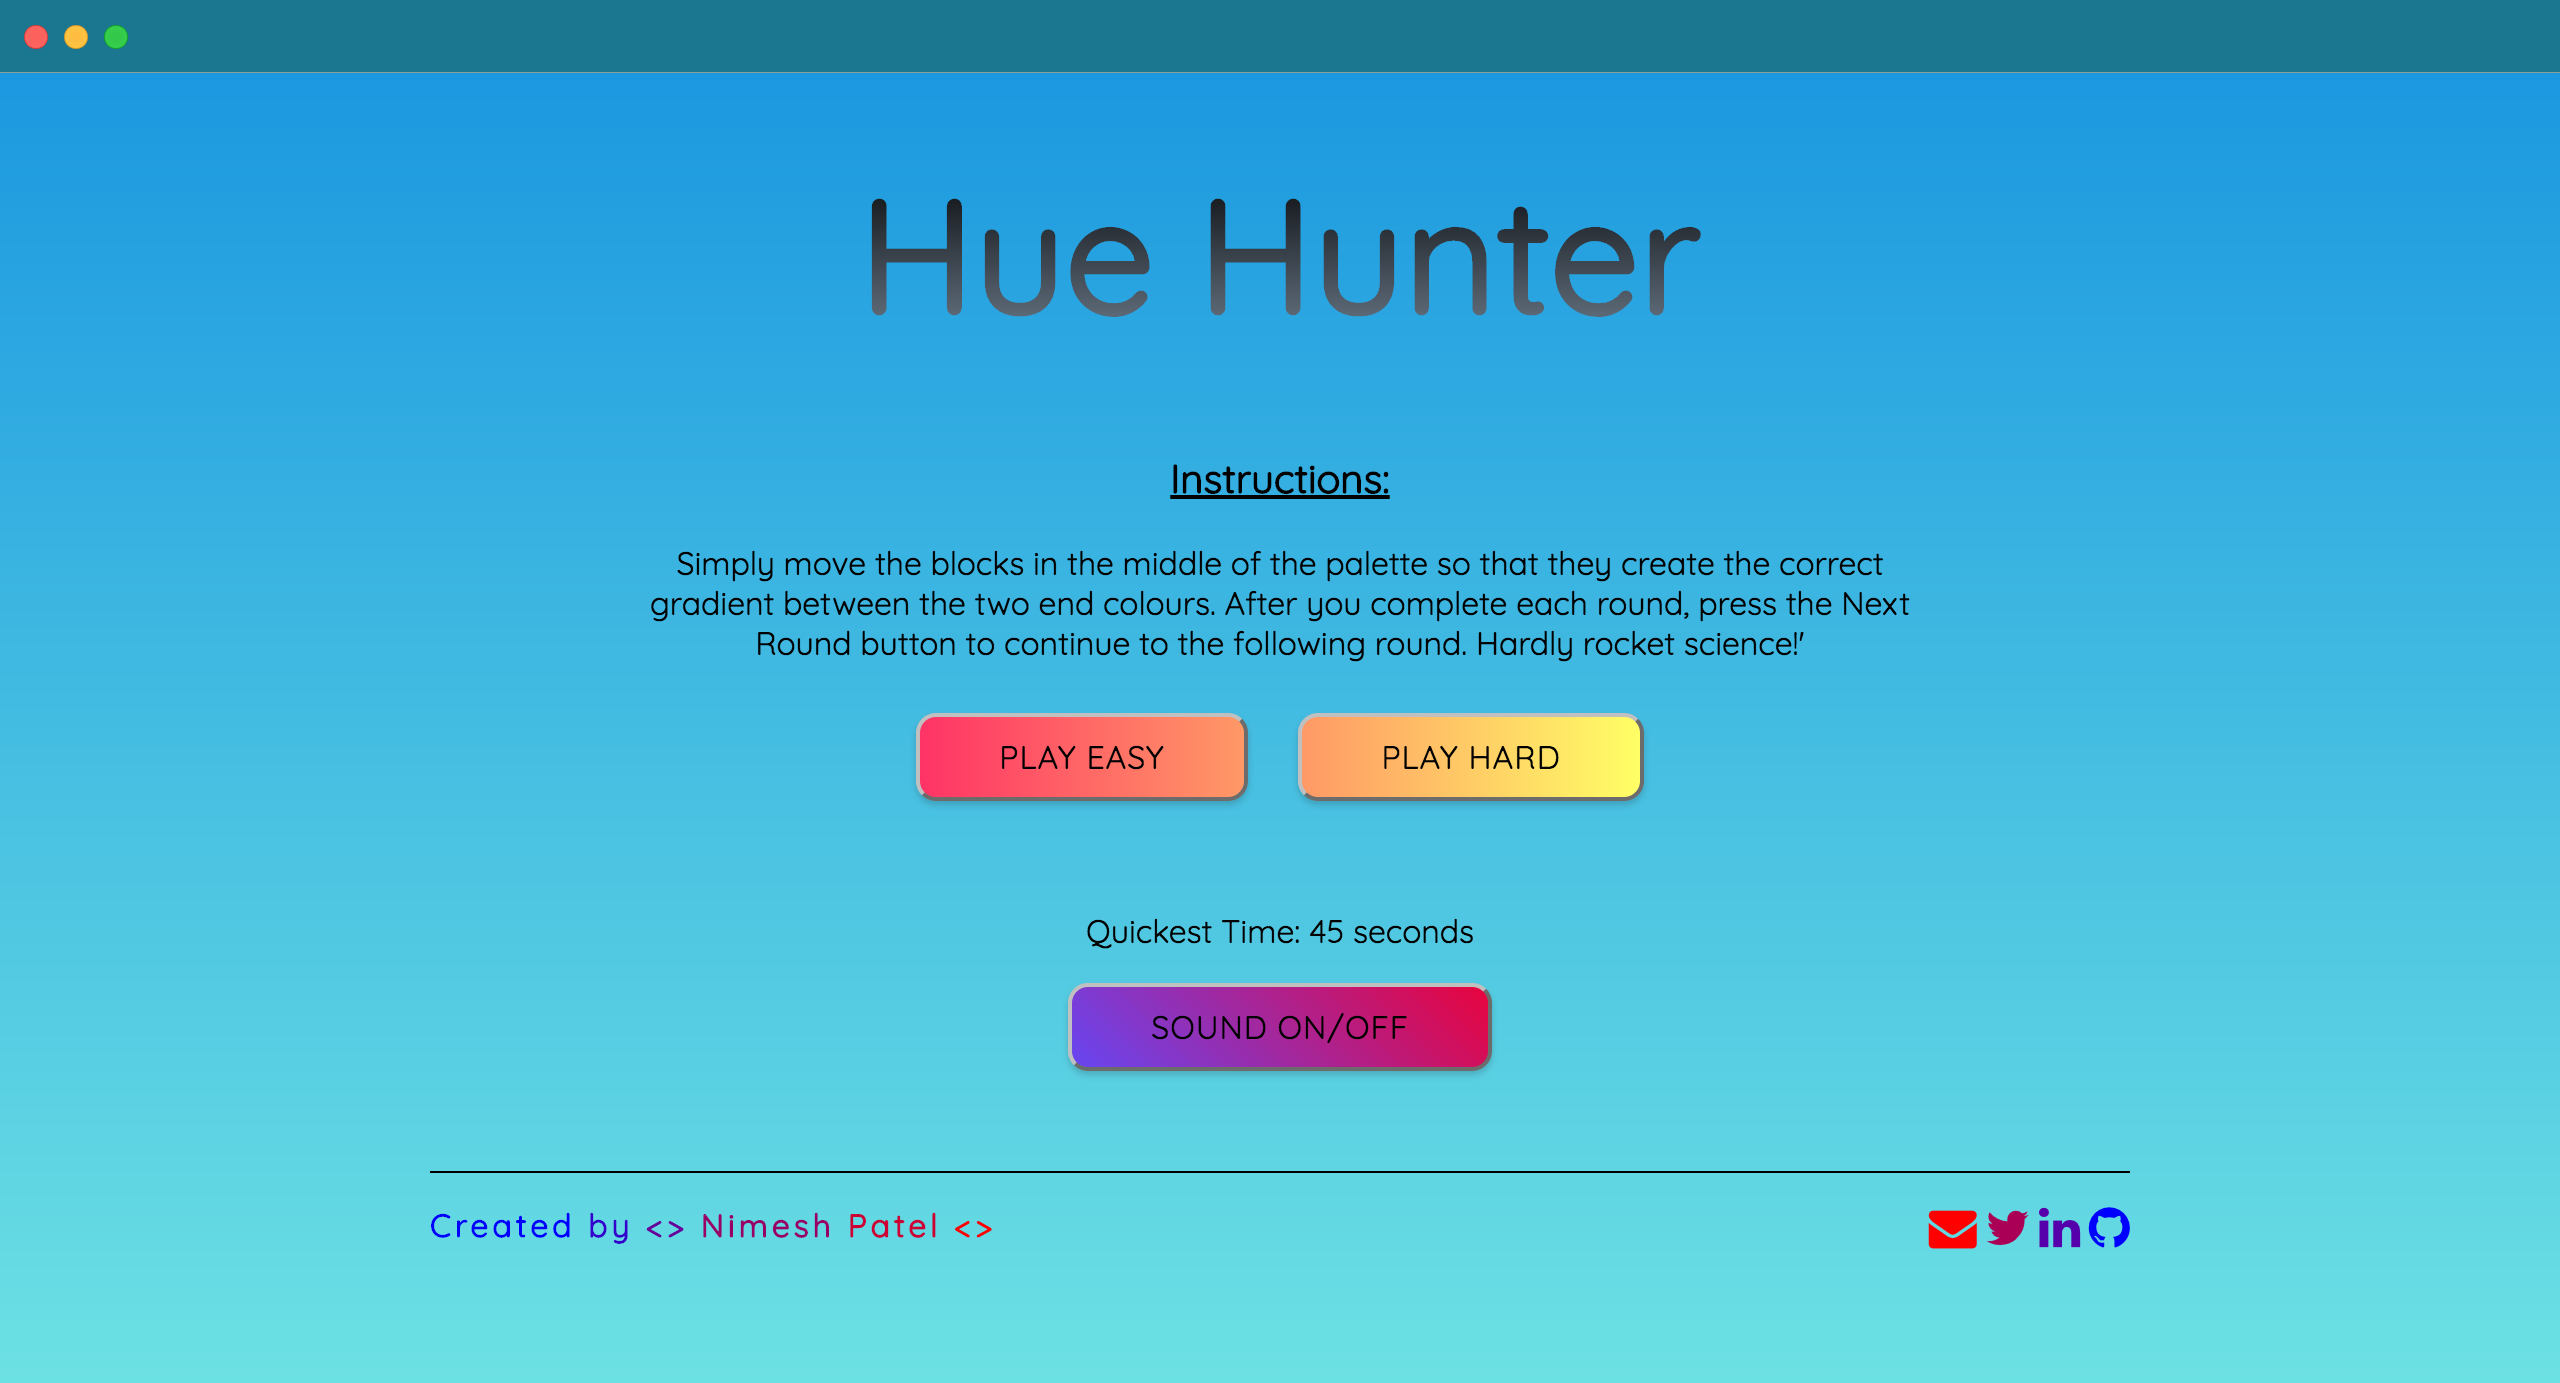 Hue Hunter
Instructions:
Simply move the blocks in the middle of the palette so that they create the correct
gradient between the two end colours. After you complete each round, press the Next
Round button to continue to the following round. Hardly rocket science!'
PLAY EASY
PLAY HARD
Quickest Time: 45 seconds
SOUND ON/OFF
Created by <> Nimesh Patel <>
in